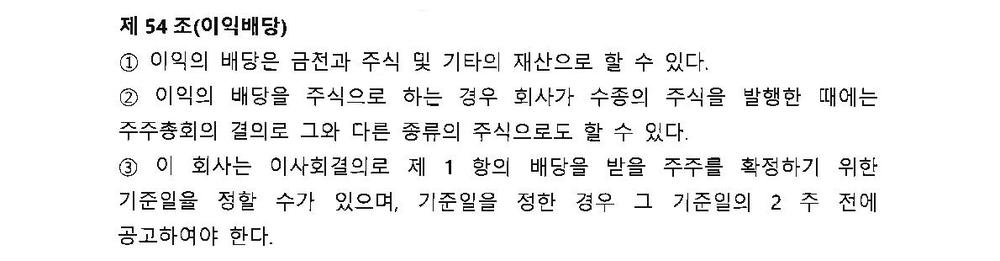 제 54 조(이익배당)
① 이익의 배당은 금전과 주식 및 기타의 재산으로 할 수 있다.
② 이익의 배당을 주식으로 하는 경우 회사가 수종의 주식을 발행한 때에는
주주총회의 결의로 그와 다른 종류의 주식으로도 할 수 있다.
③ 이 회사는 이사회결의로 제 1 항의 배당을 받을 주주를 확정하기 위한
기준일을 정할 수가 있으며, 기준일을 정한 경우 그 기준일의 2 주 전에
공고하여야 한다.